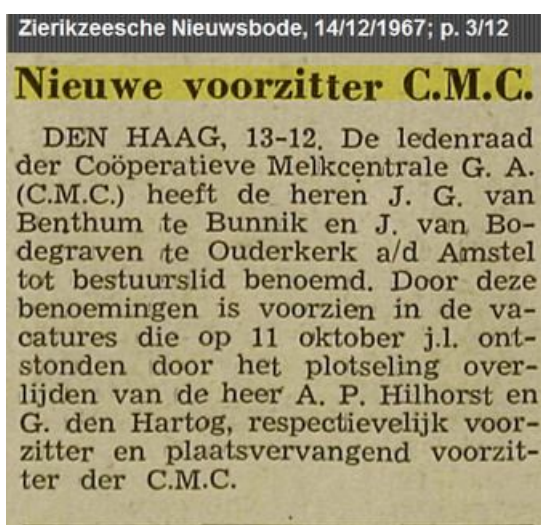 Zierikzeesche Nieuwsbode, 14/12/1967; p. 3/12
Nieuwe voorzitter C.M.C.
DEN HAAG, 13-12. De ledenraad
der Coöperatieve Melkcentrale G. A.
(C.M.C.) heeft de heren J. G. van
Benthum te Bunnik en J. van Bo-
degraven te Ouderkerk a/d Amstel
tot bestuurslid benoemd. Door deze
benoemingen is voorzien in de va-
catures die op 11 oktober j.l. ont-
stonden door het plotseling over-
lijden van de heer A. P. Hilhorst en
G. den Hartog, respectievelijk voor-
zitter en plaatsvervangend voorzit-
ter der C.M.C.